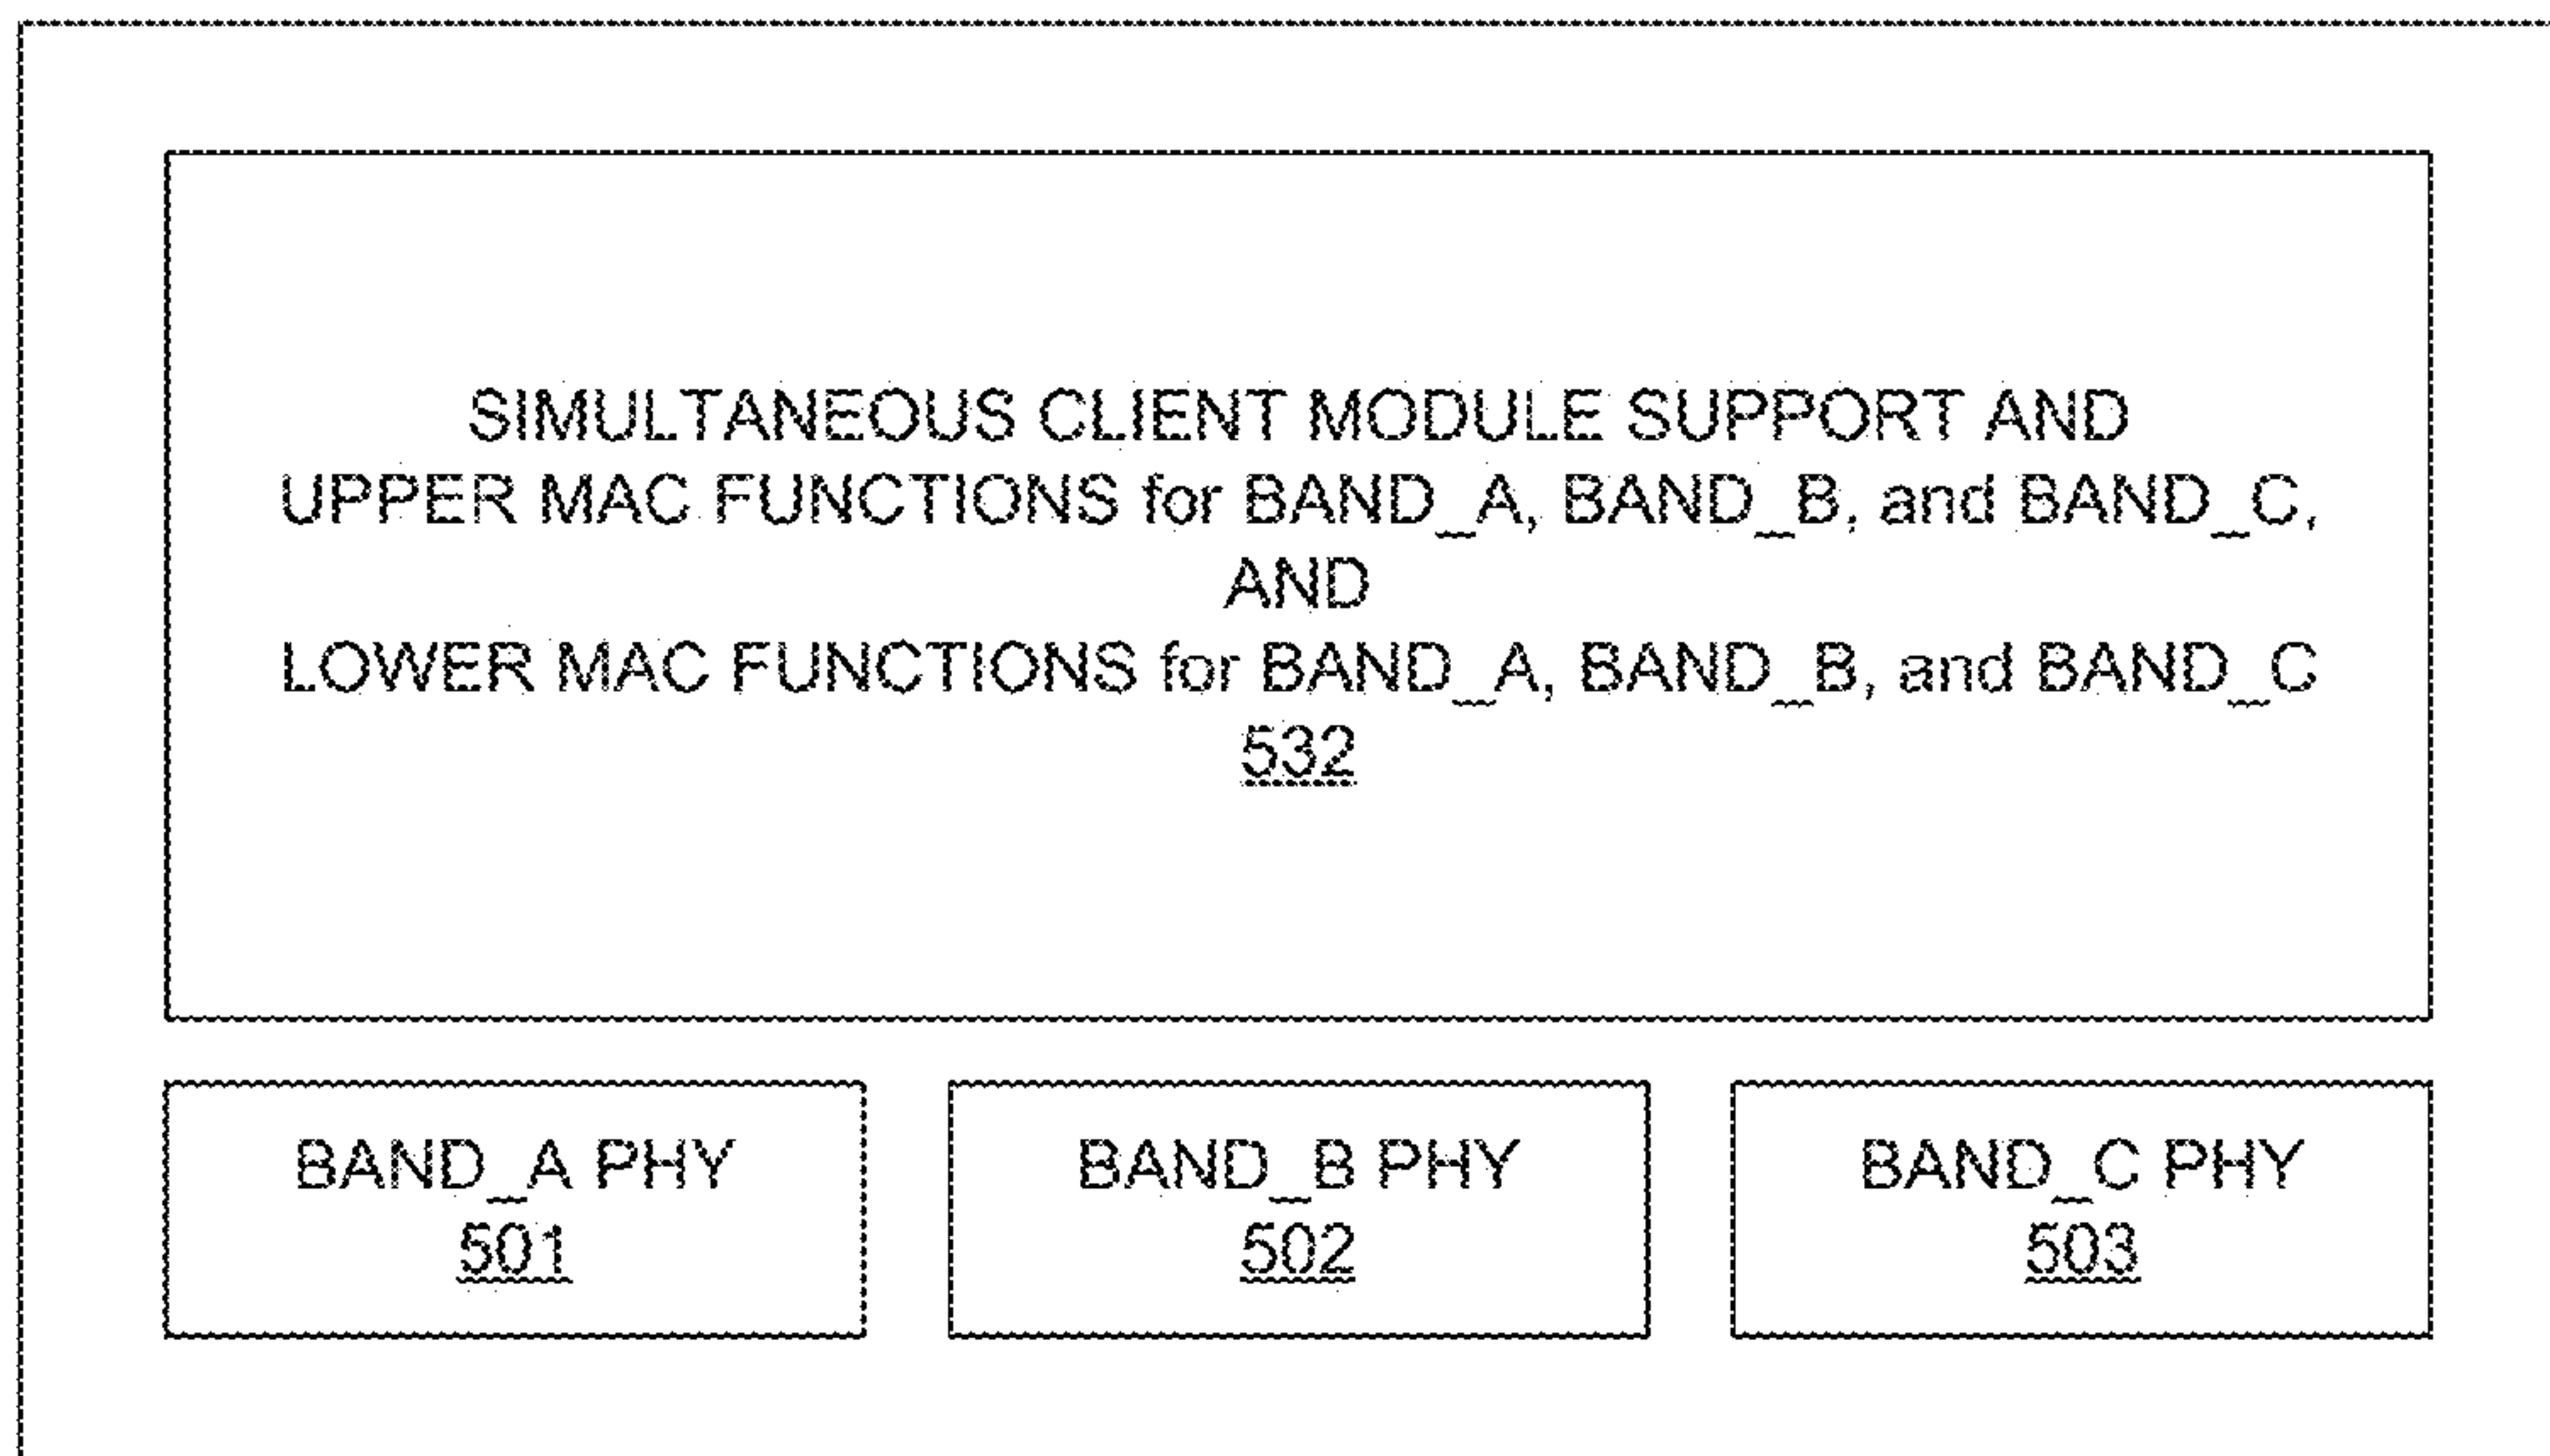 SIMULTANEOUS CLIENT MODULE SUPPORT AND
UPPER MAC FUNCTIONS for BAND_A, BAND_B, and BAND_C,
AND
LOWER MAC FUNCTIONS for BAND_A, BAND_B, and BAND_C
532
BAND_A PHY
501
BAND_B PHY
502
BAND_C PHY
503